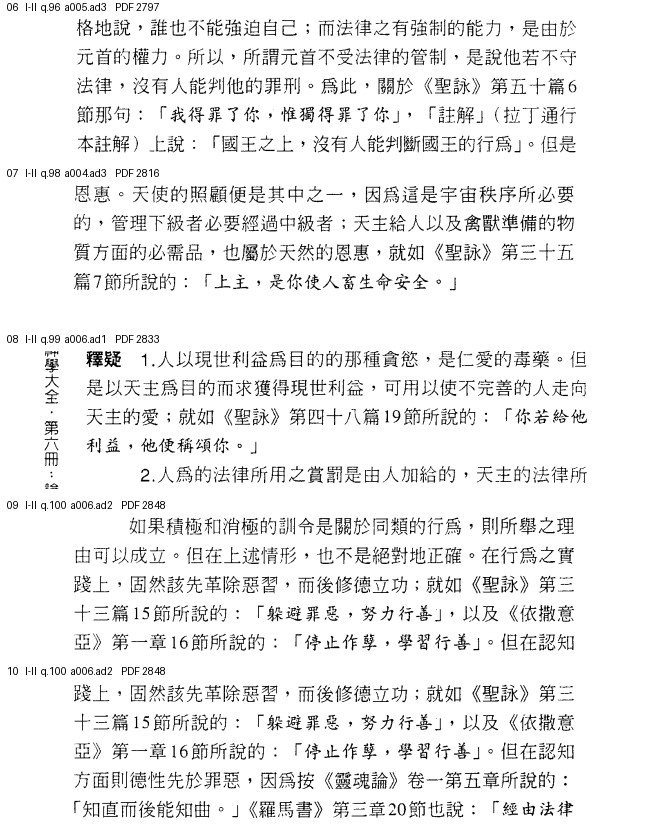 06 I-II q.96 a005.ad3 PDF 2797
格地說，誰也不能強迫自己；而法律之有強制的能力，是由於
元首的權力。所以，所謂元首不受法律的管制，是說他若不守
法律，沒有人能判他的罪刑。爲此，關於《聖詠》第五十篇6
節那句：「我得罪了你，惟獨得罪了你」，「註解」（拉丁通行
本註解）上說：「國王之上，沒有人能判斷國王的行爲」。但是
07 I-II q.98 a004.ad3 PDF 2816
恩惠。天使的照顧便是其中之一，因爲這是宇宙秩序所必要
的，管理下級者必要經過中級者；天主給人以及禽獸準備的物
質方面的必需品，也屬於天然的恩惠，就如《聖詠》第三十五
篇7節所說的：「上主，是你使人畜生命安全。」
08 I-II q.99 a006.ad1 PDF 2833
學大全．第六冊：
釋疑 1.人以現世利益爲目的的那種貪慾，是仁愛的毒藥。但
是以天主爲目的而求獲得現世利益，可用以使不完善的人走向
天主的愛；就如《聖詠》第四十八篇19節所說的：「你若給他
利益，他便稱頌你。」
2.人爲的法律所用之賞罰是由人加給的，天主的法律所
09 I-II q.100 a006.ad2 PDF 2848
如果積極和消極的訓令是關於同類的行爲，則所舉之理
由可以成立。但在上述情形，也不是絕對地正確。在行爲之實
踐上，固然該先革除惡習，而後修德立功；就如《聖詠》第三
十三篇15節所說的：「躲避罪惡，努力行善」，以及《依撒意
亞》第一章16節所說的：「停止作孽，學習行善」。但在認知
10 I-II q.100 a006.ad2 PDF 2848
踐上，固然該先革除惡習，而後修德立功；就如《聖詠》第三
十三篇15節所說的：「躲避罪惡，努力行善」，以及《依撒意
亞》第一章16節所說的：「停止作孽，學習行善」。但在認知
方面則德性先於罪惡，因爲按《靈魂論》卷一第五章所說的：
「知直而後能知曲。」《羅馬書》第三章20節也說：「經由法律